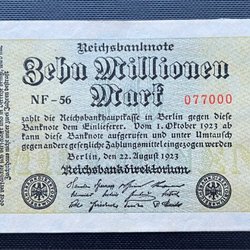 Reichsbanknote
Zehn Millionen
NF-56 Mark 077000
zahlt die Reichsbankhauptkasse in Berlin gegen diese
Banknote dem Einlieferer. Vom 1. Oktober 1923 ab
kann diese Banknote aufgerufen und unter Umtausch
gegen andere gesetzliche Zahlungsmittel eingezogen werden
Berlin, den 22. August 1923
Reichsbankdirektorium